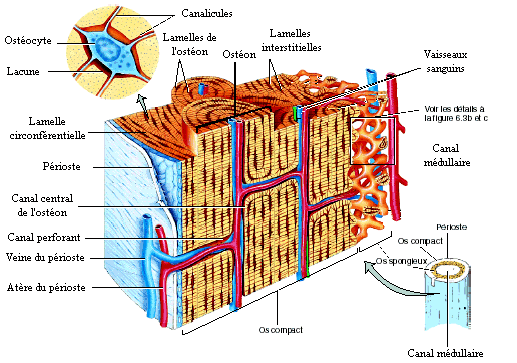 Canalicules
Ostéocyte
Lacune
Lamelles de
l'ostéon
Ostéon
Lamelles
interstitielles
Vaisseaux
sanguins
Voir les détails à
la figure 6.3b et c
Lamelle
circonférentielle
Canal
médullaire
Périoste
Canal central
de l'ostéon
Canal perforant
Veine du périoste
Atère du périoste
Os compact
Périoste
Os compact
Os spongieux
Canal médullaire